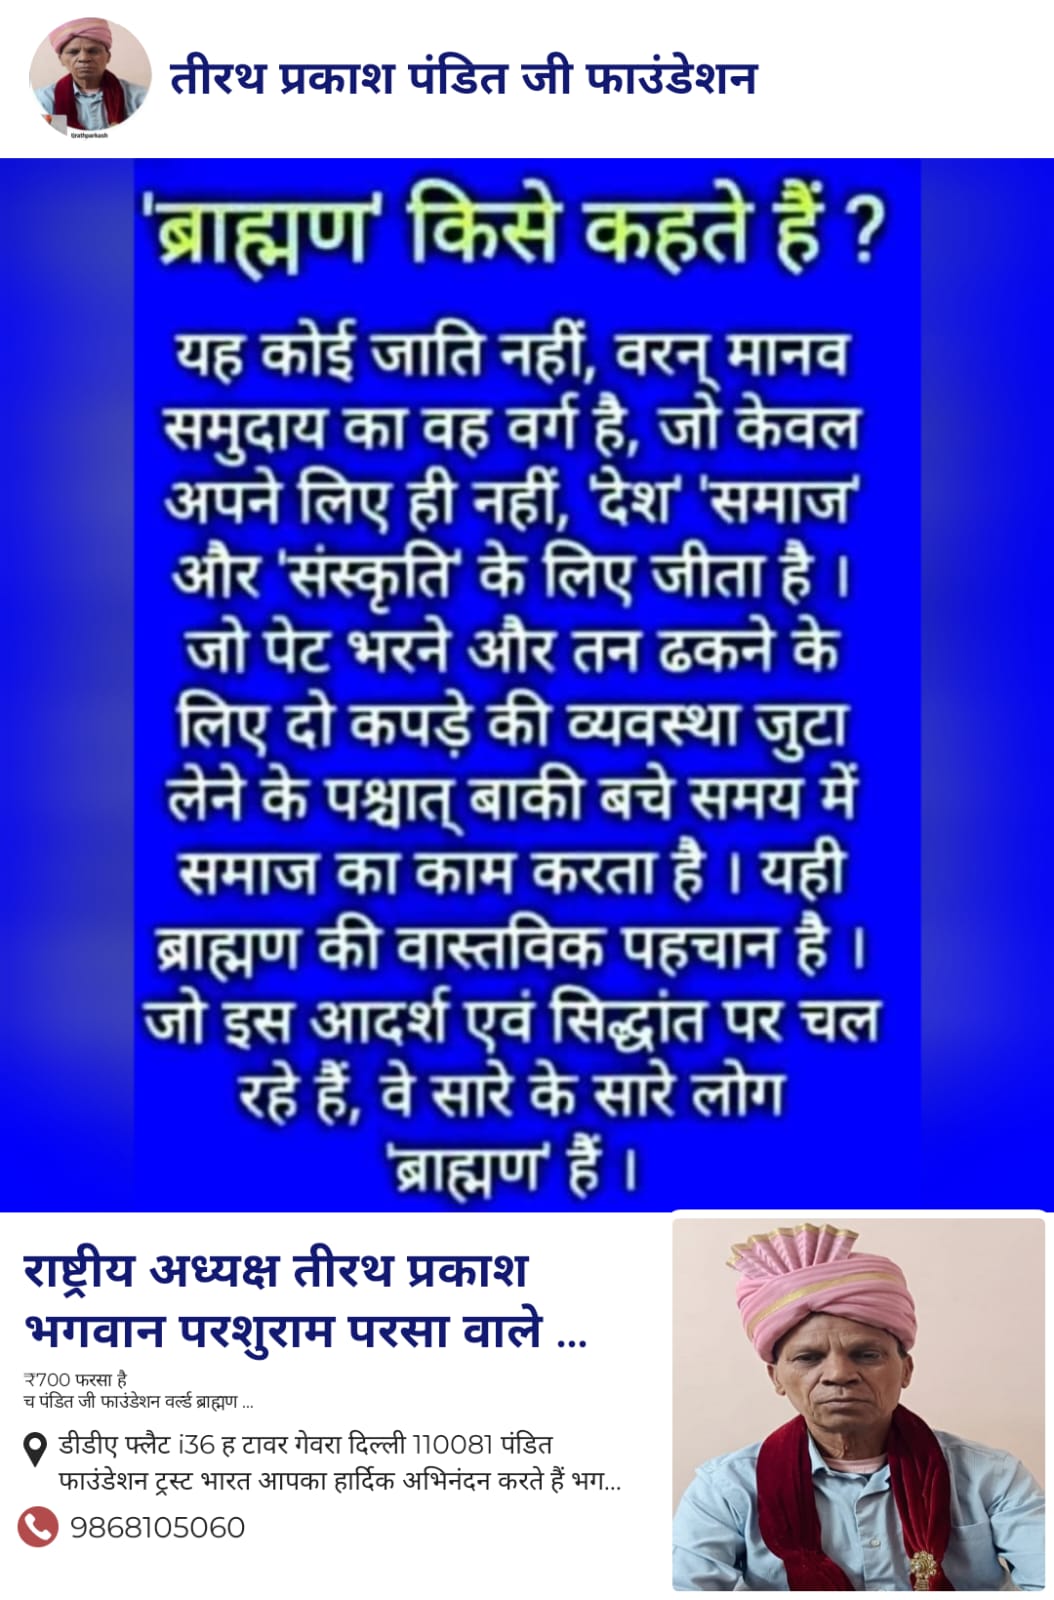 तीरथ प्रकाश पंडित जी फाउंडेशन
tirathparkash
'ब्राह्मण' किसे कहते हैं ?
यह कोई जाति नहीं, वरन् मानव
समुदाय का वह वर्ग है, जो केवल
अपने लिए ही नहीं, 'देश' 'समाज'
और 'संस्कृति' के लिए जीता है ।
जो पेट भरने और तन ढकने के
लिए दो कपड़े की व्यवस्था जुटा
लेने के पश्चात् बाकी बचे समय में
समाज का काम करता है । यही
ब्राह्मण की वास्तविक पहचान है ।
जो इस आदर्श एवं सिद्धांत पर चल
रहे हैं, वे सारे के सारे लोग
'ब्राह्मण' हैं ।
राष्ट्रीय अध्यक्ष तीरथ प्रकाश
भगवान परशुराम परसा वाले ...
₹700 फरसा है
च पंडित जी फाउंडेशन वर्ल्ड ब्राह्मण ...
डीडीए फ्लैट i36 ह टावर गेवरा दिल्ली 110081 पंडित
फाउंडेशन ट्रस्ट भारत आपका हार्दिक अभिनंदन करते हैं भग...
9868105060